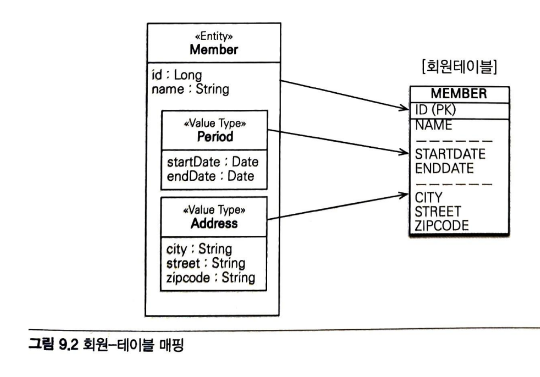 «Entity»
Member
id : Long
name : String
«Value Type»
Period
startDate : Date
endDate : Date
«Value Type»
Address
city : String
street : String
zipcode : String
[회원테이블]
MEMBER
ID (PK)
NAME
STARTDATE
ENDDATE
CITY
STREET
ZIPCODE
그림 9.2 회원-테이블 매핑